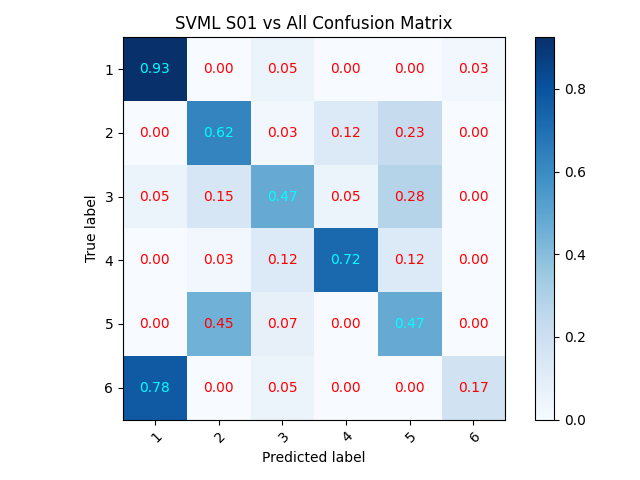 SVML S01 vs All Confusion Matrix
True label
1 0.93 0.00 0.05 0.00 0.00 0.03
2 0.00 0.62 0.03 0.12 0.23 0.00
3 0.05 0.15 0.47 0.05 0.28 0.00
4 0.00 0.03 0.12 0.72 0.12 0.00
5 0.00 0.45 0.07 0.00 0.47 0.00
6 0.78 0.00 0.05 0.00 0.00 0.17
1 2 3 4 5 6
Predicted label
0.8
0.6
0.4
0.2
0.0